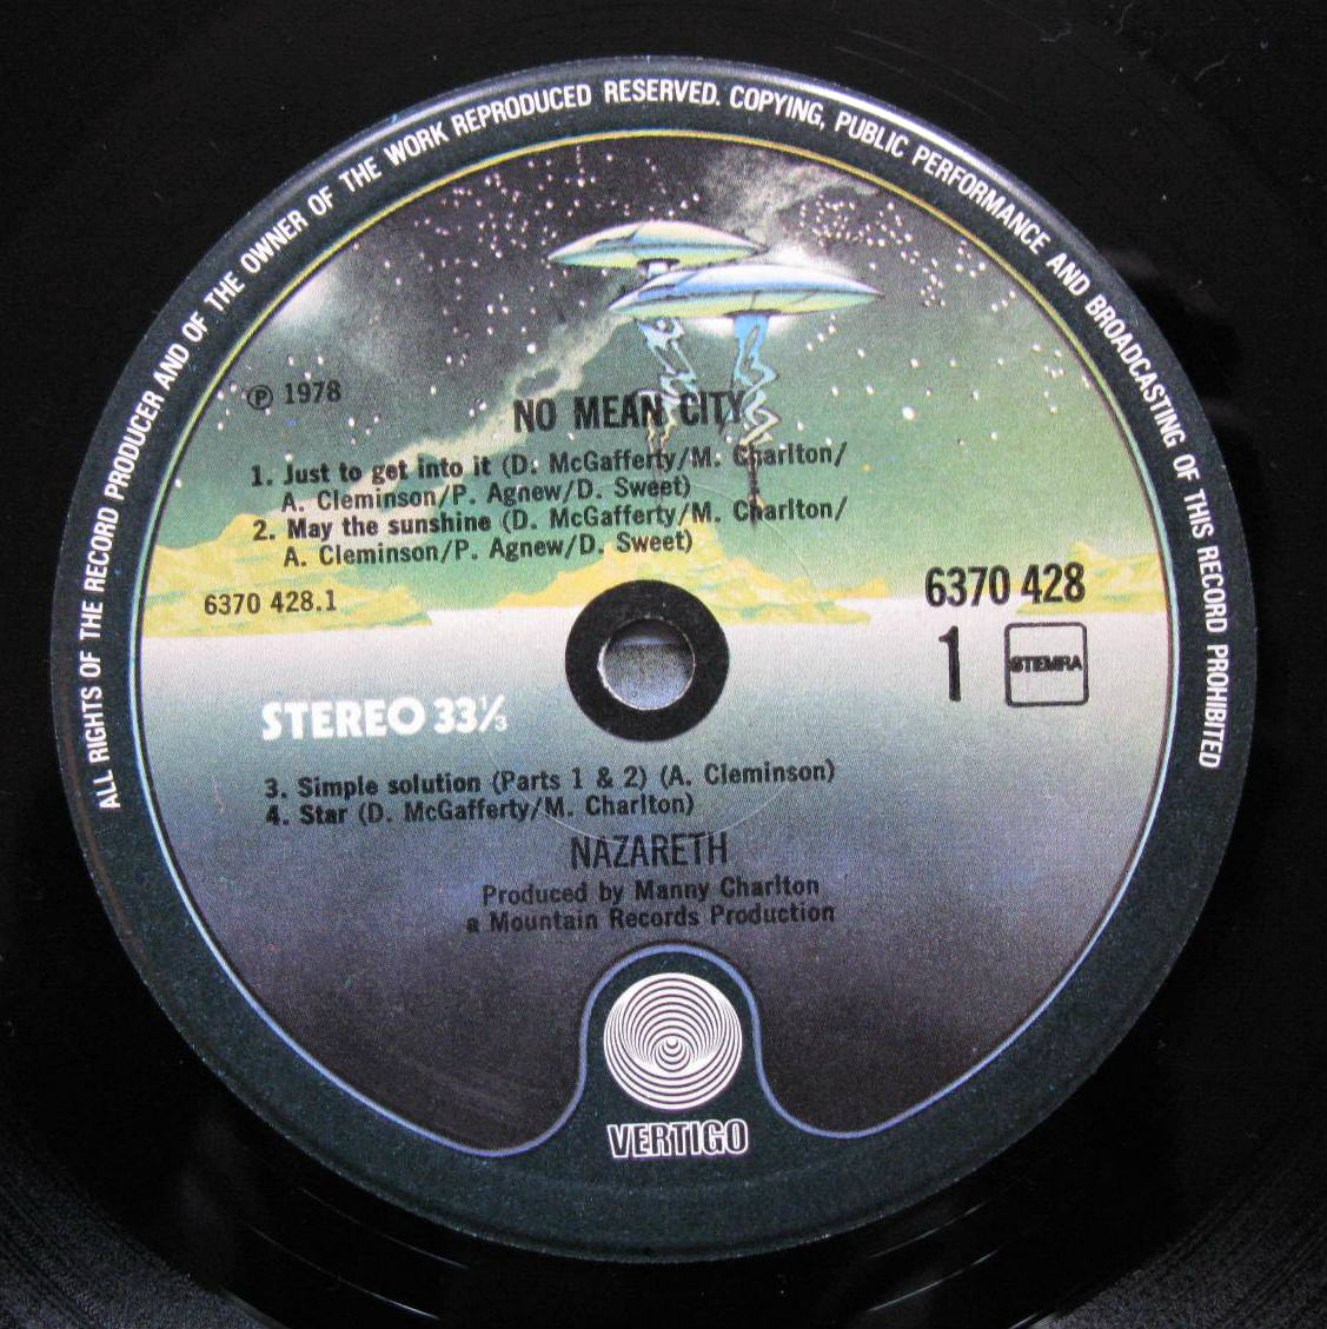 ALL RIGHTS OF THE RECORD PRODUCER AND OF THE OWNER OF THE WORK REPRODUCED RESERVED. COPYING, PUBLIC PERFORMANCE AND BROADCASTING OF THIS RECORD PROHIBITED
℗ 1978
NO MEAN CITY
1. Just to get into it (D. McGafferty/M. Charlton/
A. Cleminson/P. Agnew/D. Sweet)
2. May the sunshine (D. McGafferty/M. Charlton/
A. Cleminson/P. Agnew/D. Sweet)
6370 428.1
6370 428
1 STEMRA
STEREO 33⅓
3. Simple solution (Parts 1 & 2) (A. Cleminson)
4. Star (D. McGafferty/M. Charlton)
NAZARETH
Produced by Manny Charlton
a Mountain Records Production
VERTIGO